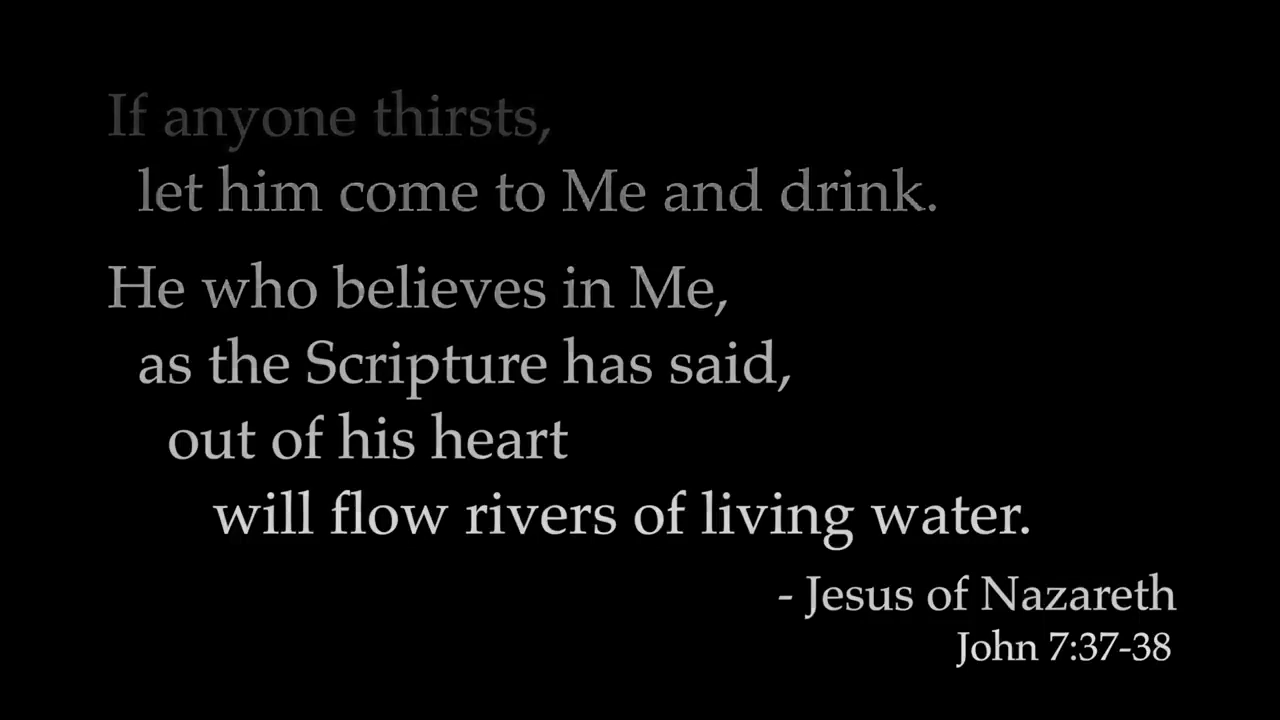 If anyone thirsts,
let him come to Me and drink.
He who believes in Me,
as the Scripture has said,
out of his heart
will flow rivers of living water.
- Jesus of Nazareth
John 7:37-38